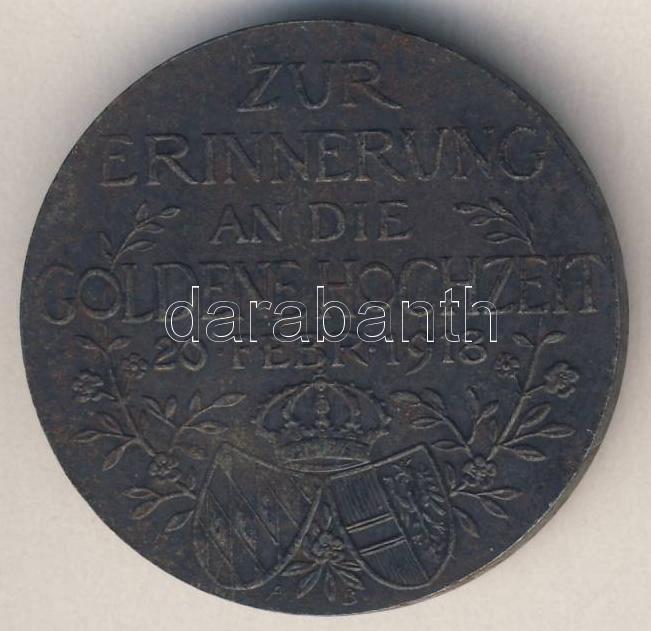 ZUR
ERINNERUNG
AN DIE
GOLDENE HOCHZEIT
darabanth
20·FEBR·1918
A B